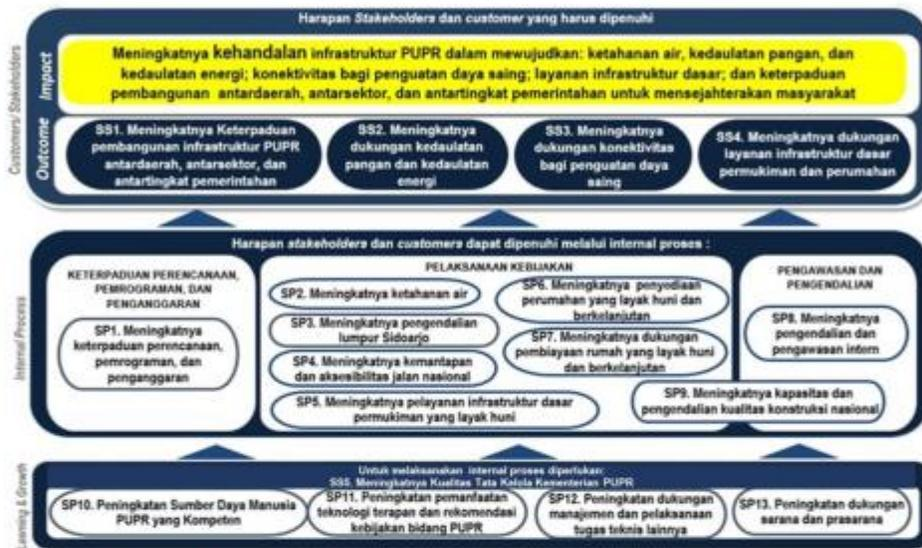 Harapan Stakeholders dan customer yang harus dipenuhi
Customers/ Stakeholders
Impact
Meningkatnya kehandalan infrastruktur PUPR dalam mewujudkan: ketahanan air, kedaulatan pangan, dan
kedaulatan energi; konektivitas bagi penguatan daya saing; layanan infrastruktur dasar; dan keterpaduan
pembangunan antardaerah, antarsektor, dan antartingkat pemerintahan untuk mensejahterakan masyarakat
Outcome
SS1. Meningkatnya Keterpaduan
pembangunan infrastruktur PUPR
antardaerah, antarsektor, dan
antartingkat pemerintahan
SS2. Meningkatnya
dukungan kedaulatan
pangan dan kedaulatan
energi
SS3. Meningkatnya
dukungan konektivitas
bagi penguatan daya
saing
SS4. Meningkatnya dukungan
layanan infrastruktur dasar
permukiman dan perumahan
Internal Process
Harapan stakeholders dan customers dapat dipenuhi melalui internal proses :
KETERPADUAN PERENCANAAN,
PEMROGRAMAN, DAN
PENGANGGARAN
SP1. Meningkatnya
keterpaduan perencanaan,
pemrograman, dan
penganggaran
PELAKSANAAN KEBIJAKAN
SP2. Meningkatnya ketahanan air
SP3. Meningkatnya pengendalian
lumpur Sidoarjo
SP4. Meningkatnya kemantapan
dan aksesibilitas jalan nasional
SP5. Meningkatnya pelayanan infrastruktur dasar
permukiman yang layak huni
SP6. Meningkatnya penyediaan
perumahan yang layak huni dan
berkelanjutan
SP7. Meningkatnya dukungan
pembiayaan rumah yang layak huni
dan berkelanjutan
PENGAWASAN DAN
PENGENDALIAN
SP8. Meningkatnya
pengendalian dan
pengawasan intern
SP9. Meningkatnya kapasitas dan
pengendalian kualitas konstruksi nasional
Learning & Growth
Untuk melaksanakan internal proses diperlukan:
SS5. Meningkatnya Kualitas Tata Kelola Kementerian PUPR
SP10. Peningkatan Sumber Daya Manusia
PUPR yang Kompeten
SP11. Peningkatan pemanfaatan
teknologi terapan dan rekomendasi
kebijakan bidang PUPR
SP12. Peningkatan dukungan
manajemen dan pelaksanaan
tugas teknis lainnya
SP13. Peningkatan dukungan
sarana dan prasarana